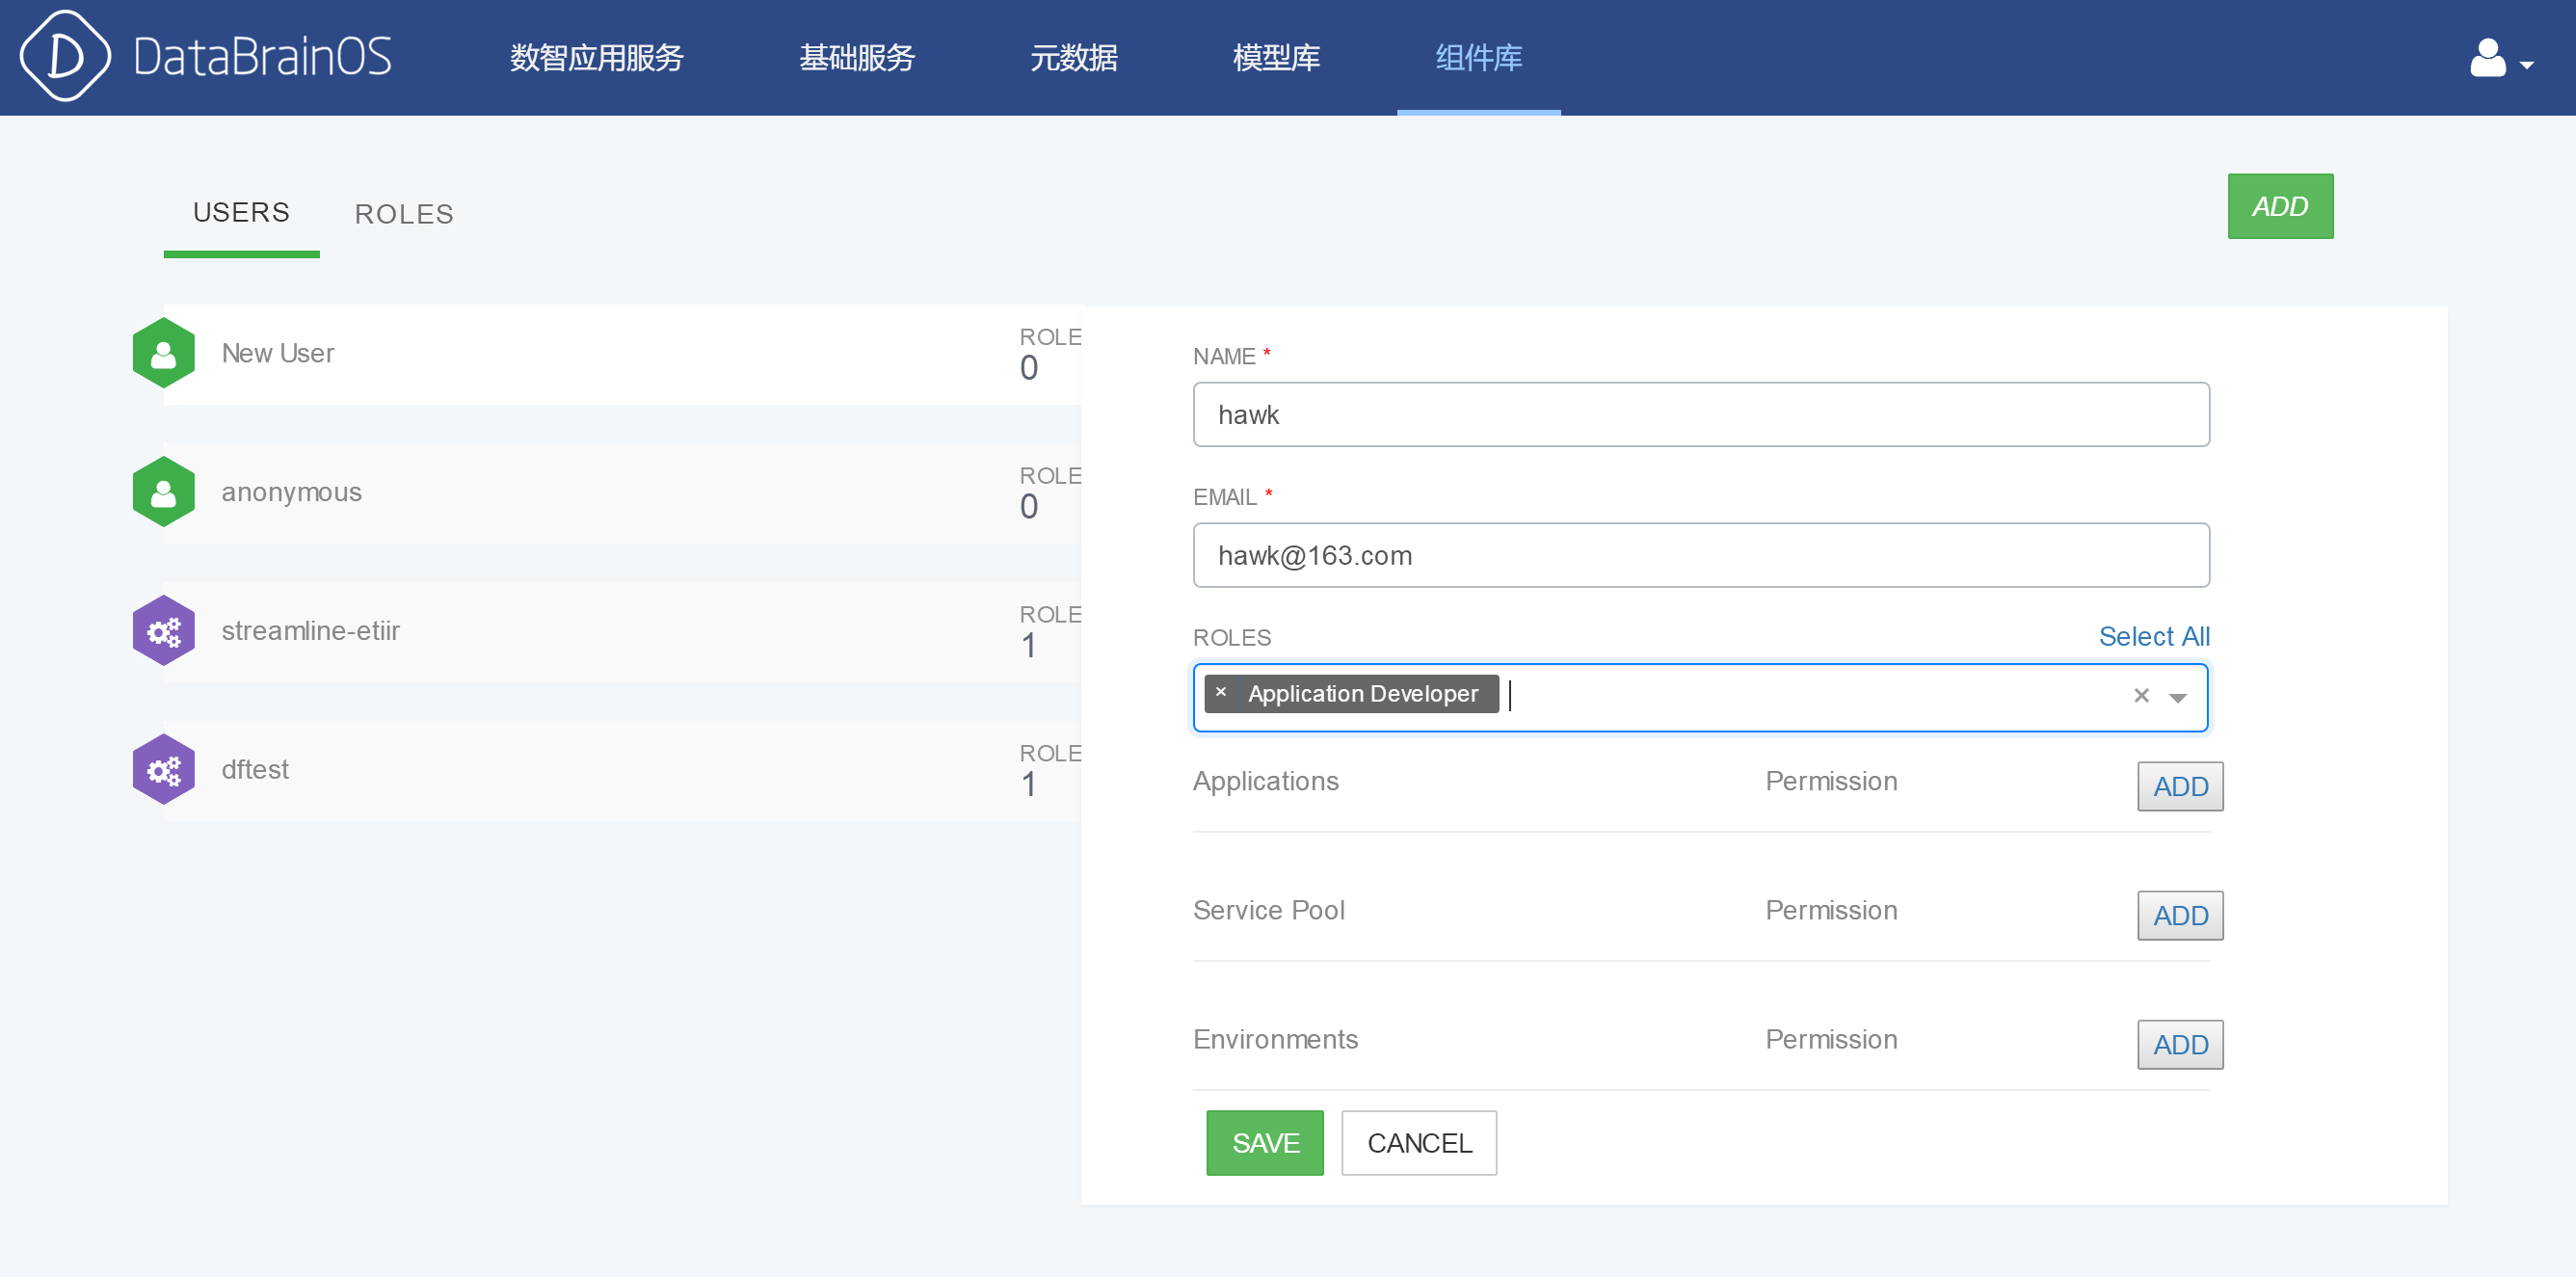 DataBrainOS 数智应用服务 基础服务 元数据 模型库 组件库
USERS ROLES ADD
New User ROLE
0
anonymous ROLE
0
streamline-etiir ROLE
1
dftest ROLE
1
NAME *
hawk
EMAIL *
hawk@163.com
ROLES Select All
× Application Developer ×
Applications Permission ADD
Service Pool Permission ADD
Environments Permission ADD
SAVE CANCEL